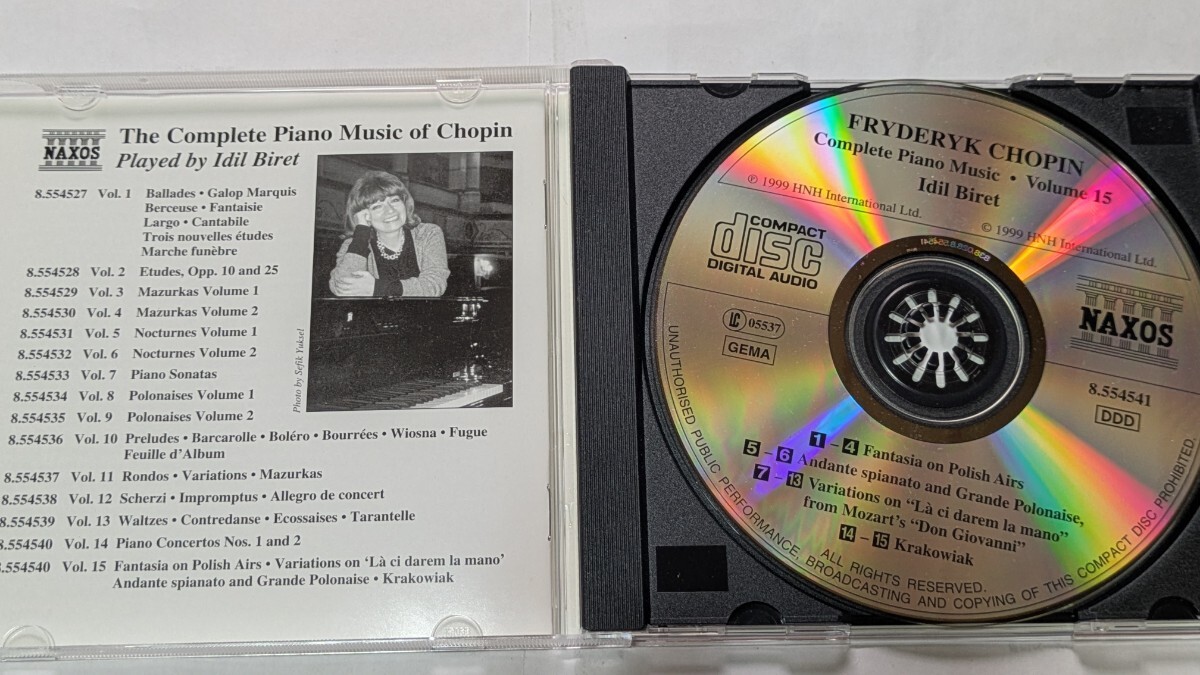 NAXOS
The Complete Piano Music of Chopin
Played by Idil Biret
8.554527 Vol. 1 Ballades • Galop Marquis
Berceuse • Fantaisie
Largo • Cantabile
Trois nouvelles études
Marche funèbre
8.554528 Vol. 2 Etudes, Opp. 10 and 25
8.554529 Vol. 3 Mazurkas Volume 1
8.554530 Vol. 4 Mazurkas Volume 2
8.554531 Vol. 5 Nocturnes Volume 1
8.554532 Vol. 6 Nocturnes Volume 2
8.554533 Vol. 7 Piano Sonatas
8.554534 Vol. 8 Polonaises Volume 1
8.554535 Vol. 9 Polonaises Volume 2
8.554536 Vol. 10 Preludes • Barcarolle • Boléro • Bourrées • Wiosna • Fugue
Feuille d'Album
8.554537 Vol. 11 Rondos • Variations • Mazurkas
8.554538 Vol. 12 Scherzi • Impromptus • Allegro de concert
8.554539 Vol. 13 Waltzes • Contredanse • Ecossaises • Tarantelle
8.554540 Vol. 14 Piano Concertos Nos. 1 and 2
8.554540 Vol. 15 Fantasia on Polish Airs • Variations on 'Là ci darem la mano'
Andante spianato and Grande Polonaise • Krakowiak
Photo by Sefik Yuksel
FRYDERYK CHOPIN
Complete Piano Music • Volume 15
Idil Biret
℗ 1999 HNH International Ltd.
© 1999 HNH International Ltd.
COMPACT
disc
DIGITAL AUDIO
LC 05537
GEMA
NAXOS
8.554541
DDD
1 – 4 Fantasia on Polish Airs
5 – 6 Andante spianato and Grande Polonaise,
7 – 13 Variations on "Là ci darem la mano"
from Mozart's "Don Giovanni"
14 – 15 Krakowiak
ALL RIGHTS RESERVED.
UNAUTHORISED PUBLIC PERFORMANCE, BROADCASTING AND COPYING OF THIS COMPACT DISC PROHIBITED.